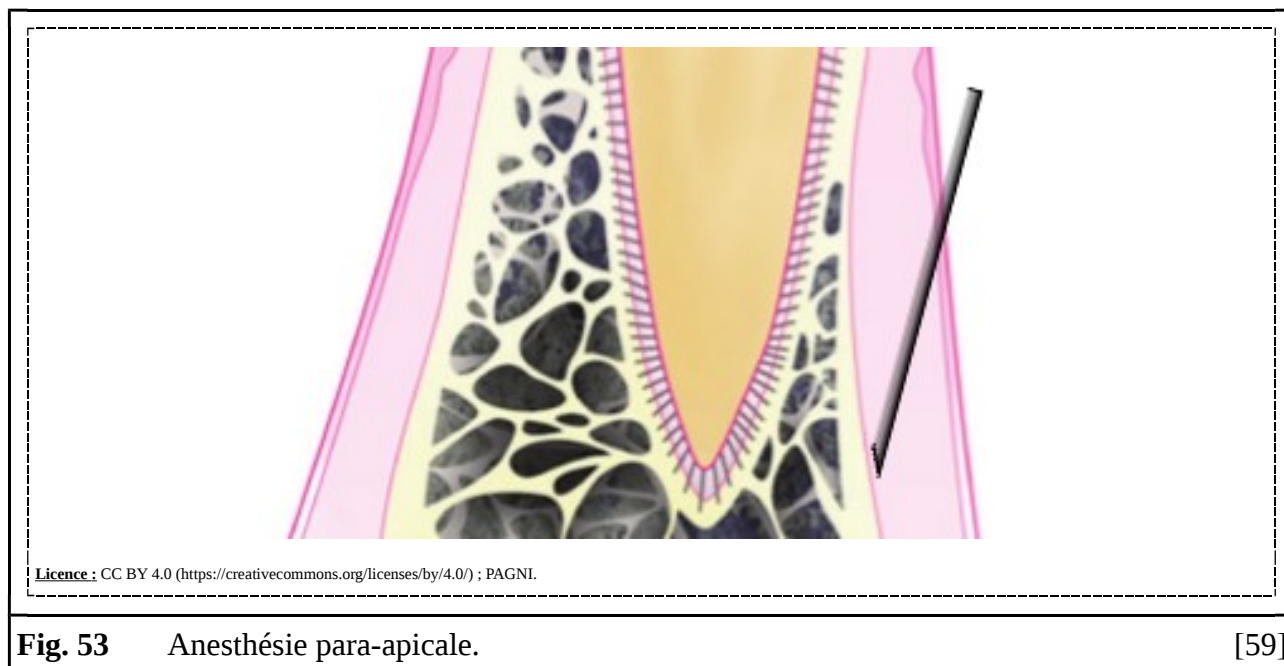 Licence : CC BY 4.0 (https://creativecommons.org/licenses/by/4.0/) ; PAGNI.
Fig. 53 Anesthésie para-apicale. [59]